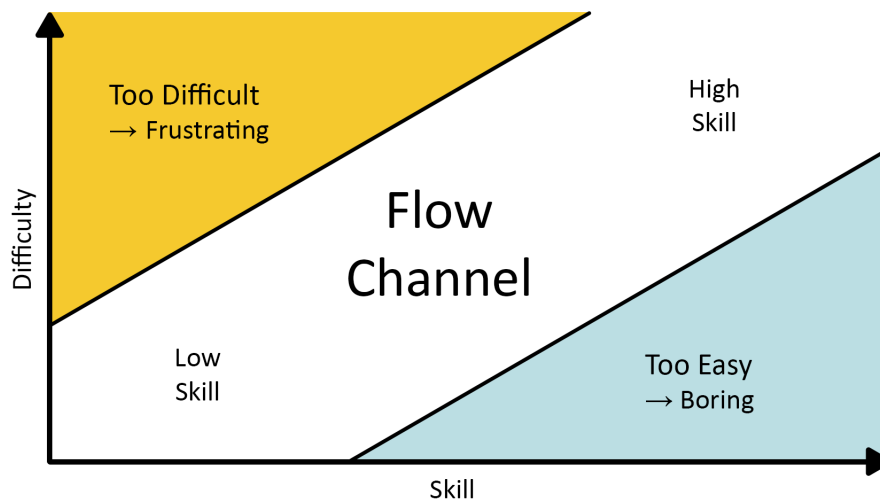 Too Difficult
→ Frustrating
High
Skill
Flow
Channel
Difficulty
Low
Skill
Too Easy
→ Boring
Skill